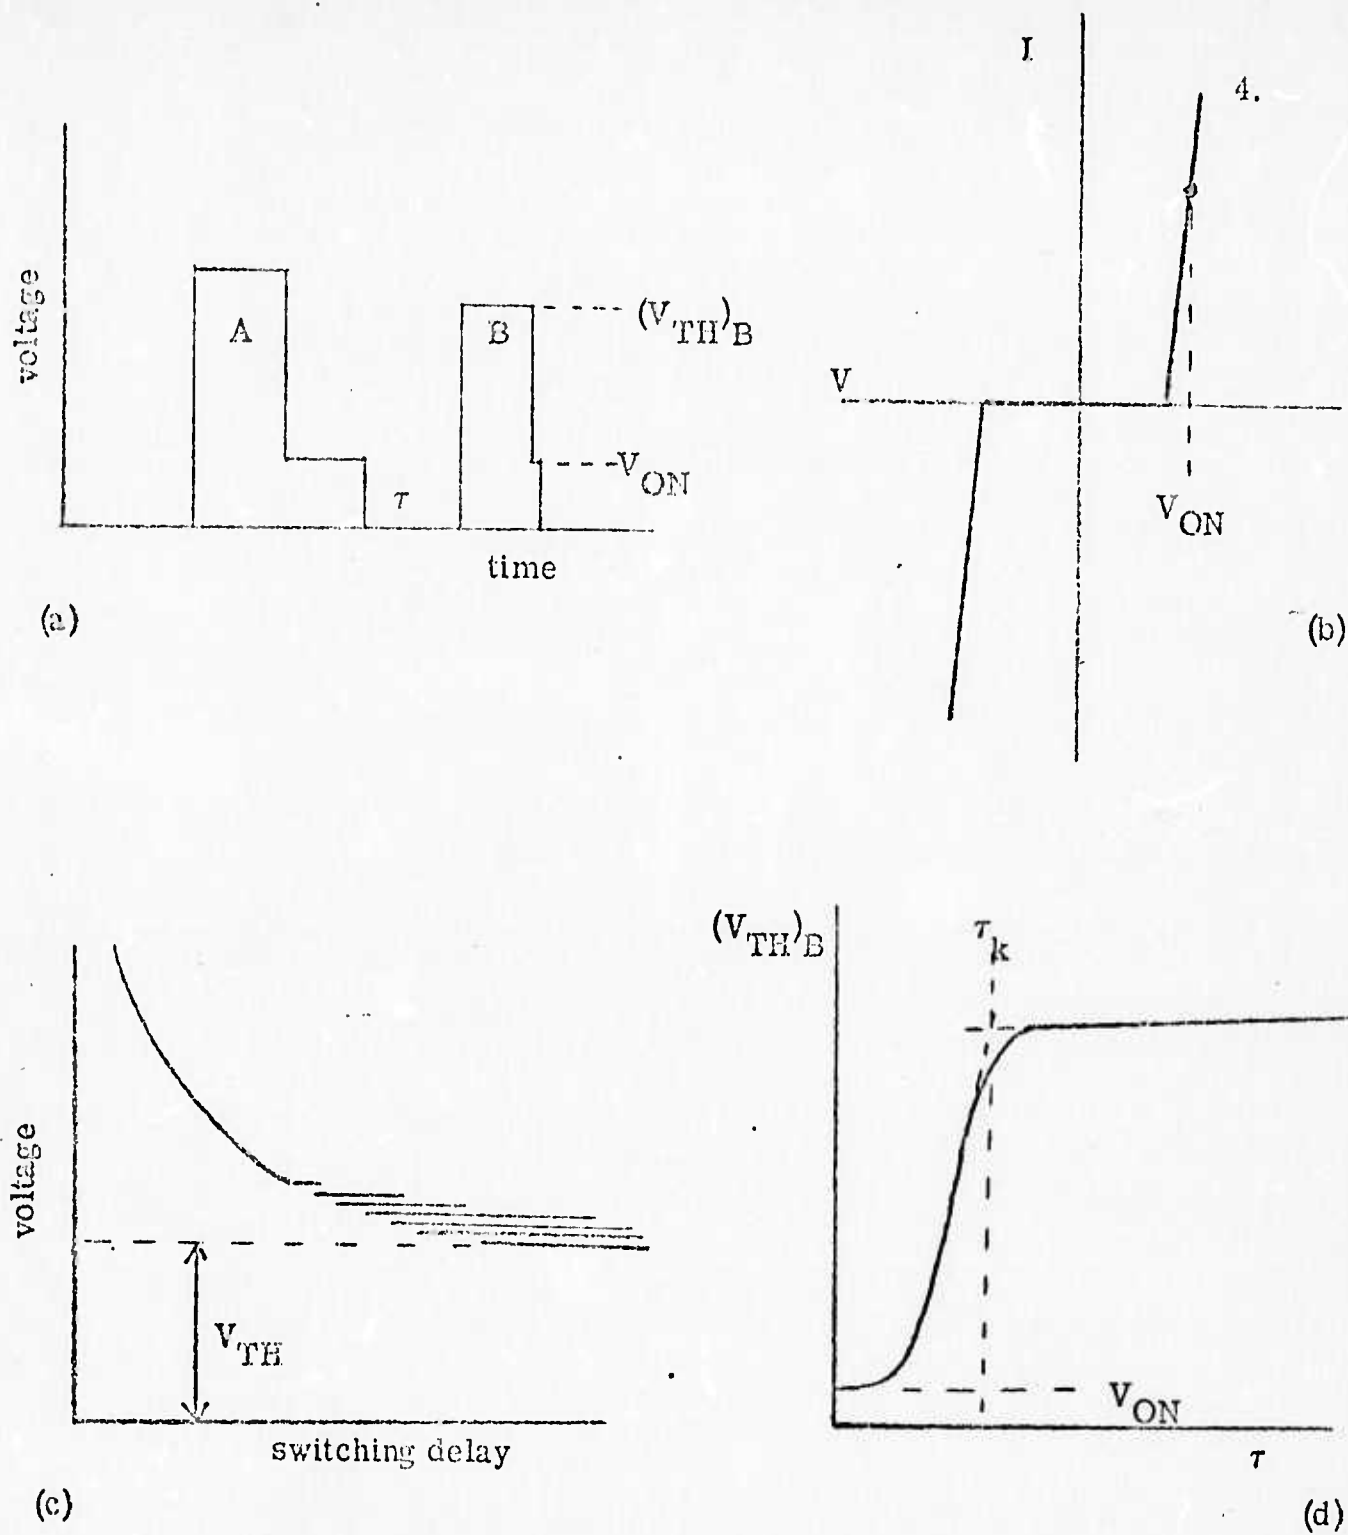 voltage
A
B
(V_TH)_B
V_ON
τ
time
(a)
I
4.
V
V_ON
(b)
voltage
V_TH
switching delay
(c)
(V_TH)_B
τ_k
V_ON
τ
(d)